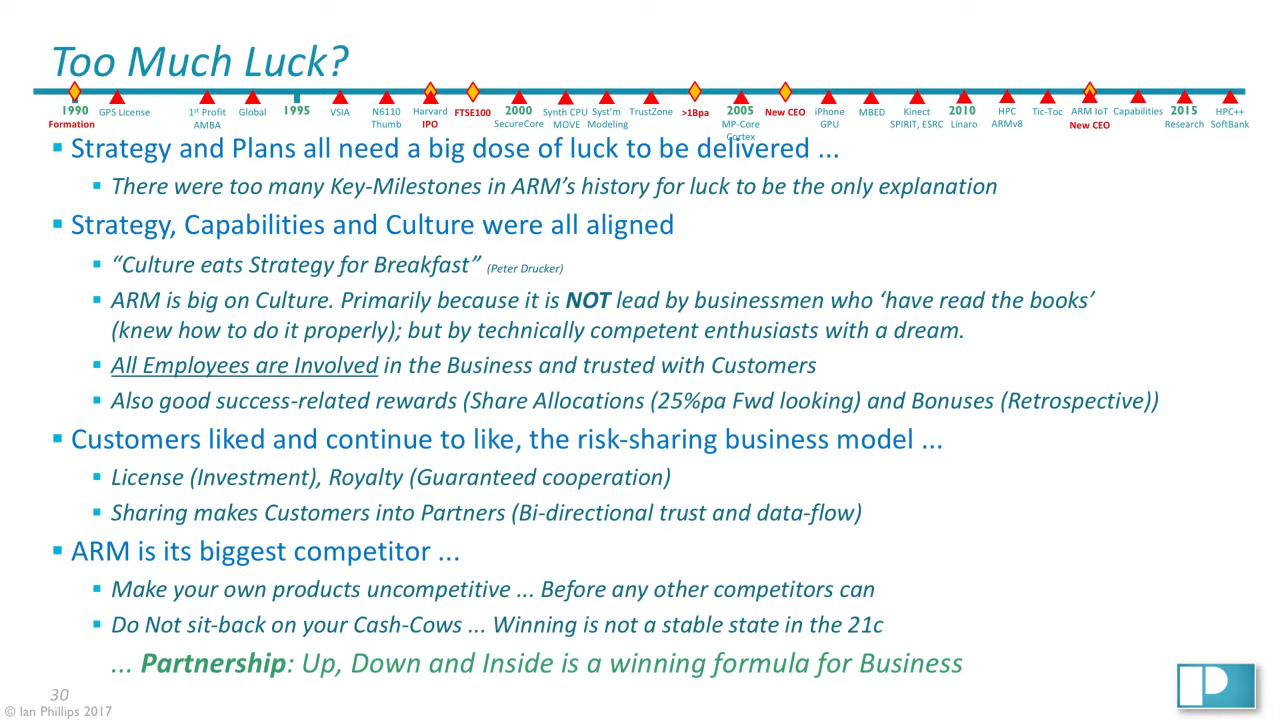 Too Much Luck?
1990 GPS License 1st Profit Global 1995 VSIA N6110 Harvard FTSE100 2000 Synth CPU Syst'm TrustZone >1Bpa 2005 New CEO iPhone MBED Kinect 2010 HPC Tic-Toc ARM IoT Capabilities 2015 HPC++
Formation AMBA Thumb IPO SecureCore MOVE Modeling MP-Core GPU SPIRIT, ESRC Linaro ARMv8 New CEO Research SoftBank
Cortex
▪ Strategy and Plans all need a big dose of luck to be delivered ...
▪ There were too many Key-Milestones in ARM's history for luck to be the only explanation
▪ Strategy, Capabilities and Culture were all aligned
▪ “Culture eats Strategy for Breakfast” (Peter Drucker)
▪ ARM is big on Culture. Primarily because it is NOT lead by businessmen who ‘have read the books’
(knew how to do it properly); but by technically competent enthusiasts with a dream.
▪ All Employees are Involved in the Business and trusted with Customers
▪ Also good success-related rewards (Share Allocations (25%pa Fwd looking) and Bonuses (Retrospective))
▪ Customers liked and continue to like, the risk-sharing business model ...
▪ License (Investment), Royalty (Guaranteed cooperation)
▪ Sharing makes Customers into Partners (Bi-directional trust and data-flow)
▪ ARM is its biggest competitor ...
▪ Make your own products uncompetitive ... Before any other competitors can
▪ Do Not sit-back on your Cash-Cows ... Winning is not a stable state in the 21c
... Partnership: Up, Down and Inside is a winning formula for Business
30
© Ian Phillips 2017
P